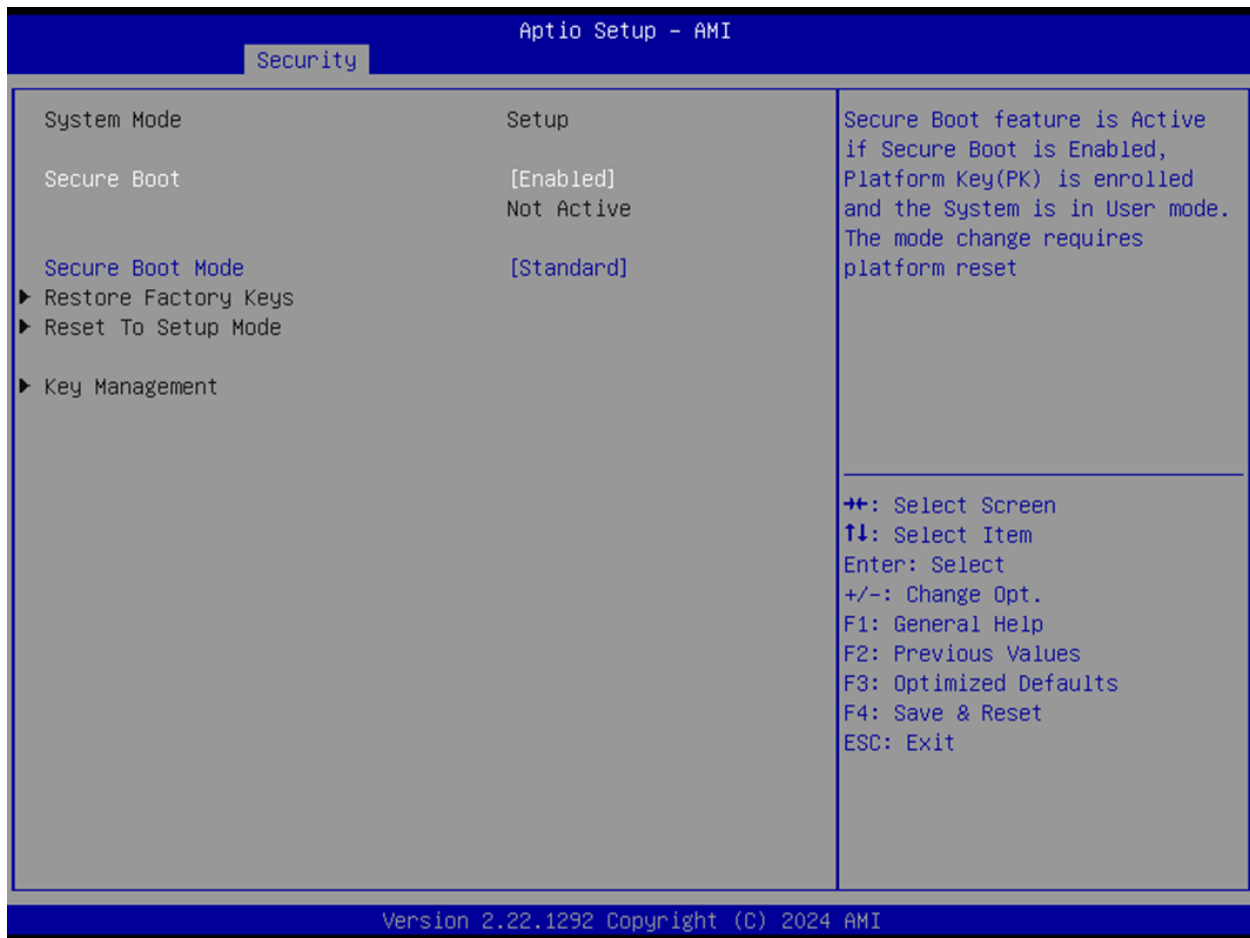 Aptio Setup – AMI
Security
System Mode Setup
Secure Boot [Enabled]
Not Active
Secure Boot Mode [Standard]
▶ Restore Factory Keys
▶ Reset To Setup Mode
▶ Key Management
Secure Boot feature is Active
if Secure Boot is Enabled,
Platform Key(PK) is enrolled
and the System is in User mode.
The mode change requires
platform reset
→←: Select Screen
↑↓: Select Item
Enter: Select
+/-: Change Opt.
F1: General Help
F2: Previous Values
F3: Optimized Defaults
F4: Save & Reset
ESC: Exit
Version 2.22.1292 Copyright (C) 2024 AMI